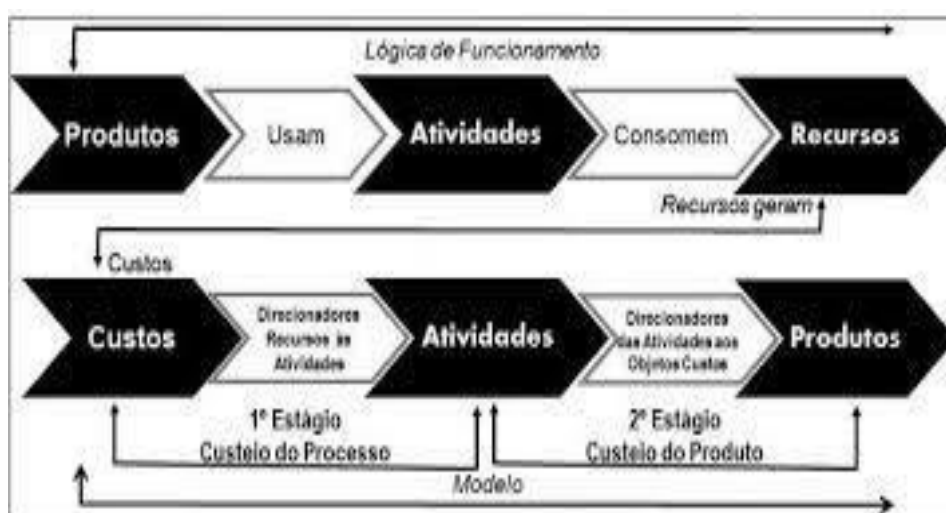 Lógica de Funcionamento
Produtos
Usam
Atividades
Consomem
Recursos
Recursos geram
Custos
Custos
Direcionadores
Recursos às
Atividades
Atividades
Direcionadores
das Atividades aos
Objetos Custos
Produtos
1º Estágio
Custeio do Processo
2º Estágio
Custeio do Produto
Modelo